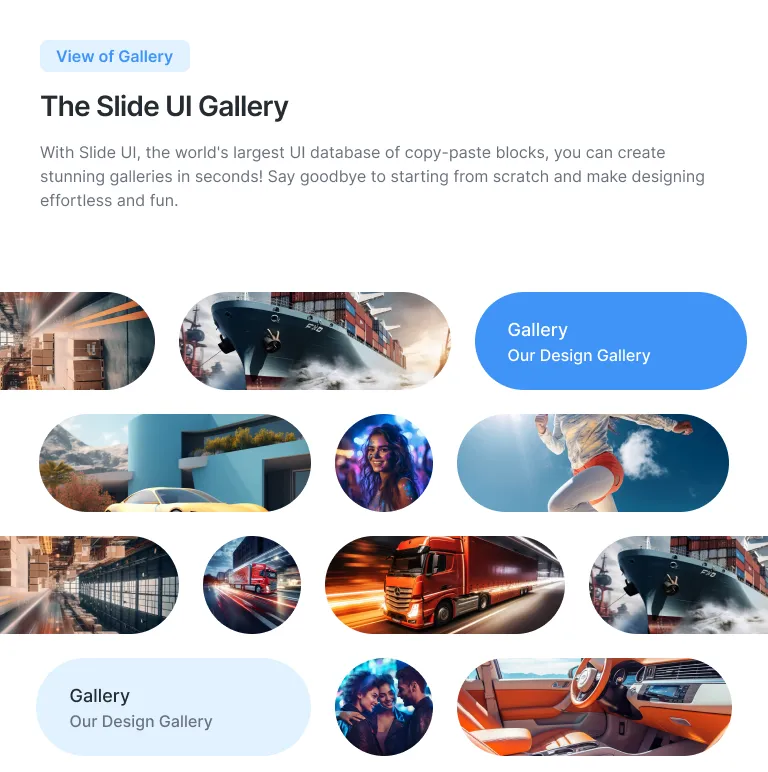 View of Gallery
The Slide UI Gallery
With Slide UI, the world's largest UI database of copy-paste blocks, you can create
stunning galleries in seconds! Say goodbye to starting from scratch and make designing
effortless and fun.
Gallery
Our Design Gallery
Gallery
Our Design Gallery